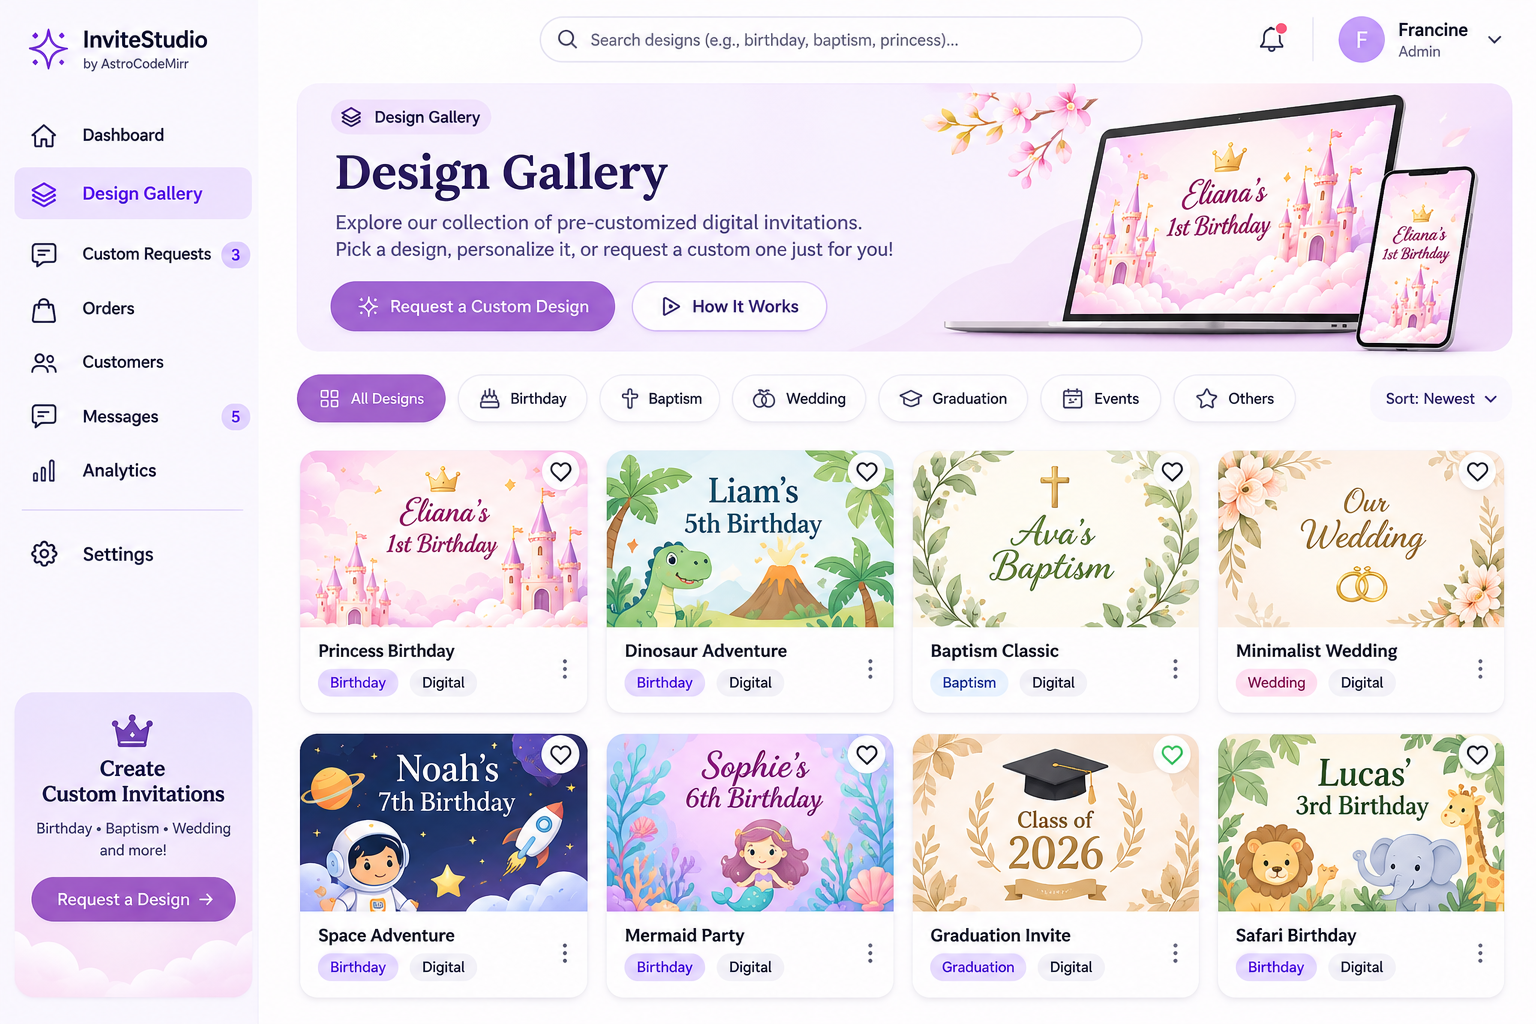 InviteStudio
by AstroCodeMirr
Search designs (e.g., birthday, baptism, princess)...
F
Francine
Admin
Dashboard
Design Gallery
Custom Requests 3
Orders
Customers
Messages 5
Analytics
Settings
Create
Custom Invitations
Birthday • Baptism • Wedding
and more!
Request a Design →
Design Gallery
Design Gallery
Explore our collection of pre-customized digital invitations.
Pick a design, personalize it, or request a custom one just for you!
Request a Custom Design
How It Works
Eliana's
1st Birthday
Eliana's
1st Birthday
All Designs
Birthday
Baptism
Wedding
Graduation
Events
Others
Sort: Newest
Eliana's
1st Birthday
Princess Birthday
Birthday Digital
Liam's
5th Birthday
Dinosaur Adventure
Birthday Digital
Ava's
Baptism
Baptism Classic
Baptism Digital
Our
Wedding
Minimalist Wedding
Wedding Digital
Noah's
7th Birthday
Space Adventure
Birthday Digital
Sophie's
6th Birthday
Mermaid Party
Birthday Digital
Class of
2026
Graduation Invite
Graduation Digital
Lucas'
3rd Birthday
Safari Birthday
Birthday Digital